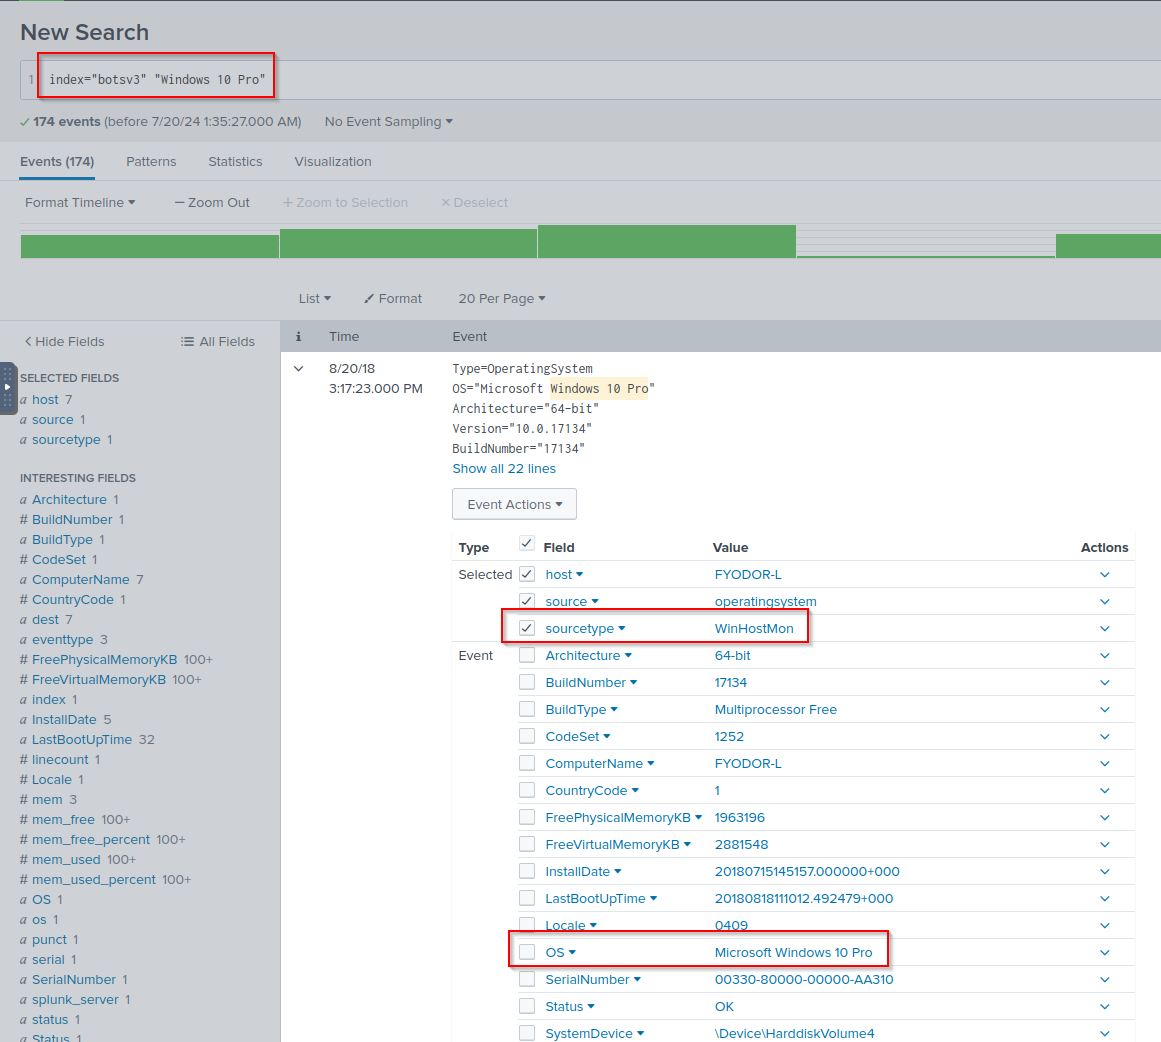 New Search
1 index="botsv3" "Windows 10 Pro"
174 events (before 7/20/24 1:35:27.000 AM) No Event Sampling
Events (174) Patterns Statistics Visualization
Format Timeline Zoom Out Zoom to Selection Deselect
List Format 20 Per Page
Hide Fields All Fields
SELECTED FIELDS
a host 7
a source 1
a sourcetype 1
INTERESTING FIELDS
a Architecture 1
# BuildNumber 1
a BuildType 1
# CodeSet 1
a ComputerName 7
# CountryCode 1
a dest 7
a eventtype 3
# FreePhysicalMemoryKB 100+
# FreeVirtualMemoryKB 100+
a index 1
a InstallDate 5
a LastBootUpTime 32
# linecount 1
# Locale 1
# mem 3
# mem_free 100+
# mem_free_percent 100+
# mem_used 100+
# mem_used_percent 100+
a OS 1
a os 1
a punct 1
a serial 1
a SerialNumber 1
a splunk_server 1
a status 1
a Status 1
i Time Event
8/20/18
3:17:23.000 PM
Type=OperatingSystem
OS="Microsoft Windows 10 Pro"
Architecture="64-bit"
Version="10.0.17134"
BuildNumber="17134"
Show all 22 lines
Event Actions
Type Field Value Actions
Selected host FYODOR-L
source operatingsystem
sourcetype WinHostMon
Event Architecture 64-bit
BuildNumber 17134
BuildType Multiprocessor Free
CodeSet 1252
ComputerName FYODOR-L
CountryCode 1
FreePhysicalMemoryKB 1963196
FreeVirtualMemoryKB 2881548
InstallDate 20180715145157.000000+000
LastBootUpTime 20180818111012.492479+000
Locale 0409
OS Microsoft Windows 10 Pro
SerialNumber 00330-80000-00000-AA310
Status OK
SystemDevice \Device\HarddiskVolume4